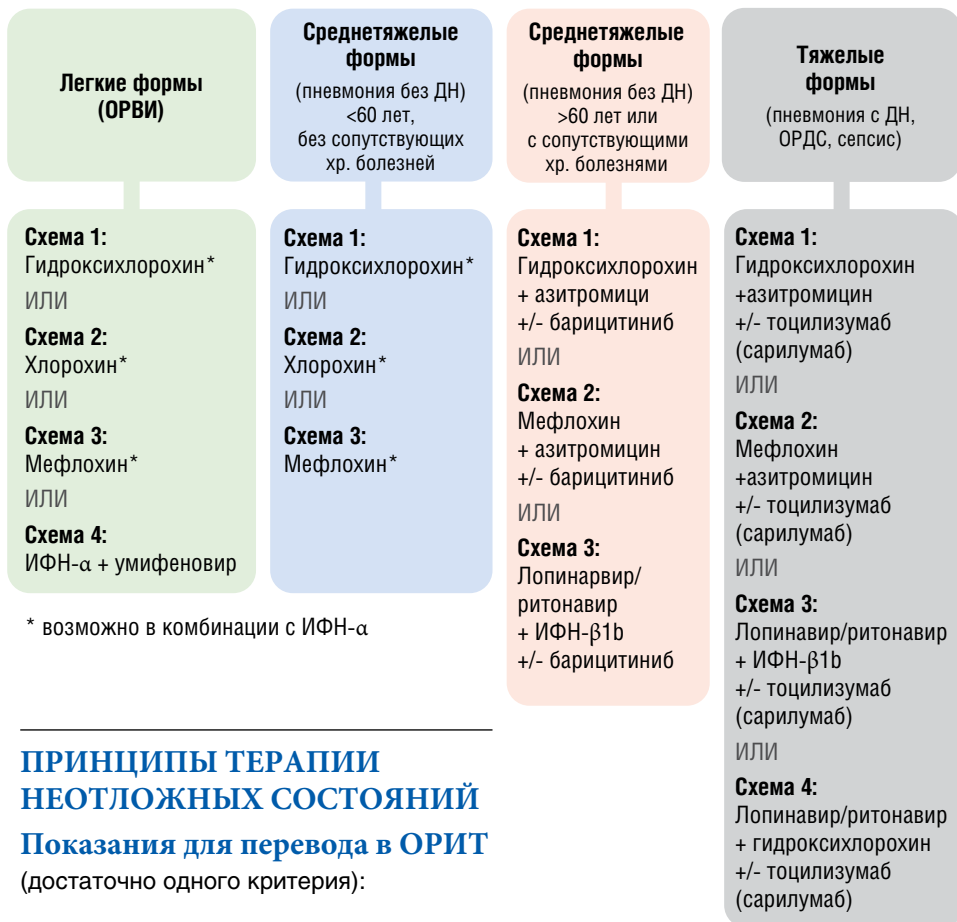 Легкие формы
(ОРВИ)
Схема 1:
Гидроксихлорохин*
ИЛИ
Схема 2:
Хлорохин*
ИЛИ
Схема 3:
Мефлохин*
ИЛИ
Схема 4:
ИФН-α + умифеновир
Среднетяжелые
формы
(пневмония без ДН)
<60 лет,
без сопутствующих
хр. болезней
Схема 1:
Гидроксихлорохин*
ИЛИ
Схема 2:
Хлорохин*
ИЛИ
Схема 3:
Мефлохин*
Среднетяжелые
формы
(пневмония без ДН)
>60 лет или
с сопутствующими
хр. болезнями
Схема 1:
Гидроксихлорохин
+ азитромици
+/- барицитиниб
ИЛИ
Схема 2:
Мефлохин
+ азитромицин
+/- барицитиниб
ИЛИ
Схема 3:
Лопинарвир/
ритонавир
+ ИФН-β1b
+/- барицитиниб
Тяжелые
формы
(пневмония с ДН,
ОРДС, сепсис)
Схема 1:
Гидроксихлорохин
+азитромицин
+/- тоцилизумаб
(сарилумаб)
ИЛИ
Схема 2:
Мефлохин
+азитромицин
+/- тоцилизумаб
(сарилумаб)
ИЛИ
Схема 3:
Лопинавир/ритонавир
+ ИФН-β1b
+/- тоцилизумаб
(сарилумаб)
ИЛИ
Схема 4:
Лопинавир/ритонавир
+ гидроксихлорохин
+/- тоцилизумаб
(сарилумаб)
* возможно в комбинации с ИФН-α
ПРИНЦИПЫ ТЕРАПИИ
НЕОТЛОЖНЫХ СОСТОЯНИЙ
Показания для перевода в ОРИТ
(достаточно одного критерия):